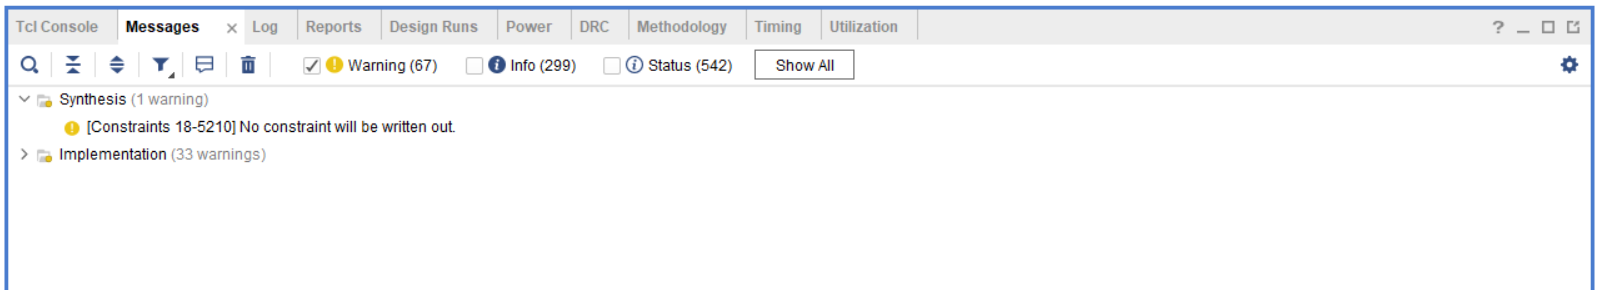 Tcl Console Messages × Log Reports Design Runs Power DRC Methodology Timing Utilization ?
Warning (67) Info (299) Status (542) Show All
Synthesis (1 warning)
[Constraints 18-5210] No constraint will be written out.
Implementation (33 warnings)